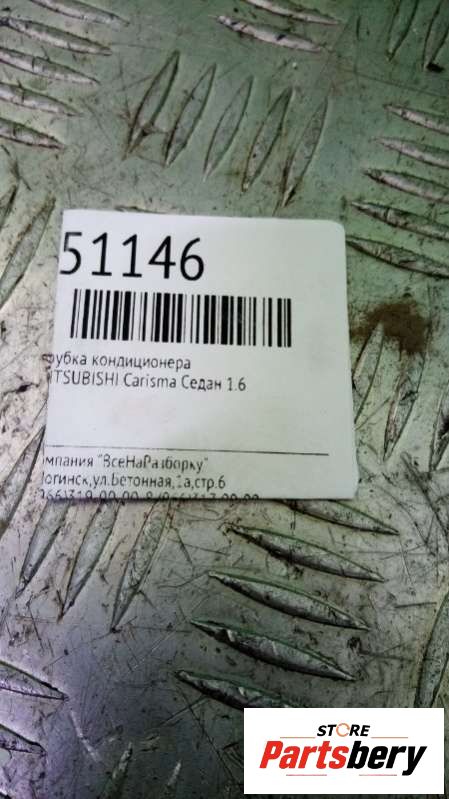 51146
рубка кондиционера
TSUBISHI Carisma Седан 1.6
мпания "ВсеНаРазборку"
огинск,ул.Бетонная,1а,стр.6
STORE
Partsbery